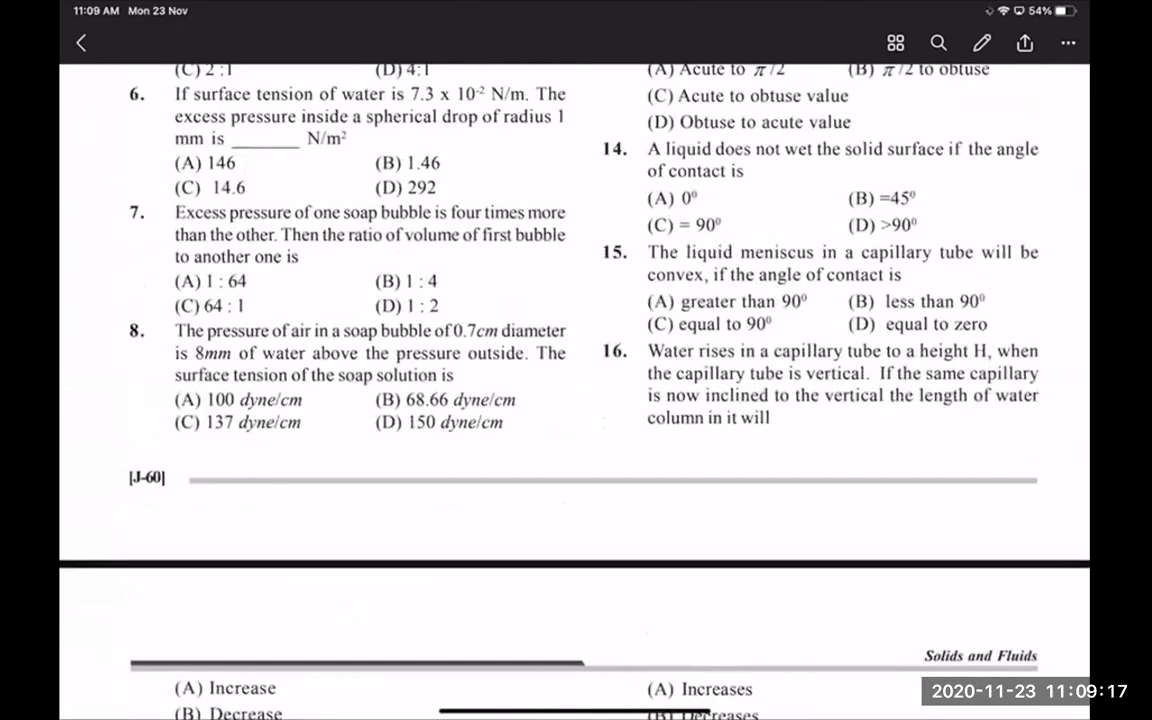 11:09 AM Mon 23 Nov
54%
(C) 2 :1 (D) 4:1
6. If surface tension of water is 7.3 x 10⁻² N/m. The
excess pressure inside a spherical drop of radius 1
mm is ________ N/m²
(A) 146 (B) 1.46
(C) 14.6 (D) 292
7. Excess pressure of one soap bubble is four times more
than the other. Then the ratio of volume of first bubble
to another one is
(A) 1 : 64 (B) 1 : 4
(C) 64 : 1 (D) 1 : 2
8. The pressure of air in a soap bubble of 0.7cm diameter
is 8mm of water above the pressure outside. The
surface tension of the soap solution is
(A) 100 dyne/cm (B) 68.66 dyne/cm
(C) 137 dyne/cm (D) 150 dyne/cm
(A) Acute to π /2 (B) π /2 to obtuse
(C) Acute to obtuse value
(D) Obtuse to acute value
14. A liquid does not wet the solid surface if the angle
of contact is
(A) 0⁰ (B) =45⁰
(C) = 90⁰ (D) >90⁰
15. The liquid meniscus in a capillary tube will be
convex, if the angle of contact is
(A) greater than 90⁰ (B) less than 90⁰
(C) equal to 90⁰ (D) equal to zero
16. Water rises in a capillary tube to a height H, when
the capillary tube is vertical. If the same capillary
is now inclined to the vertical the length of water
column in it will
[J-60]
Solids and Fluids
(A) Increase
(B) Decrease
(A) Increases
(B) Decreases
2020-11-23 11:09:17